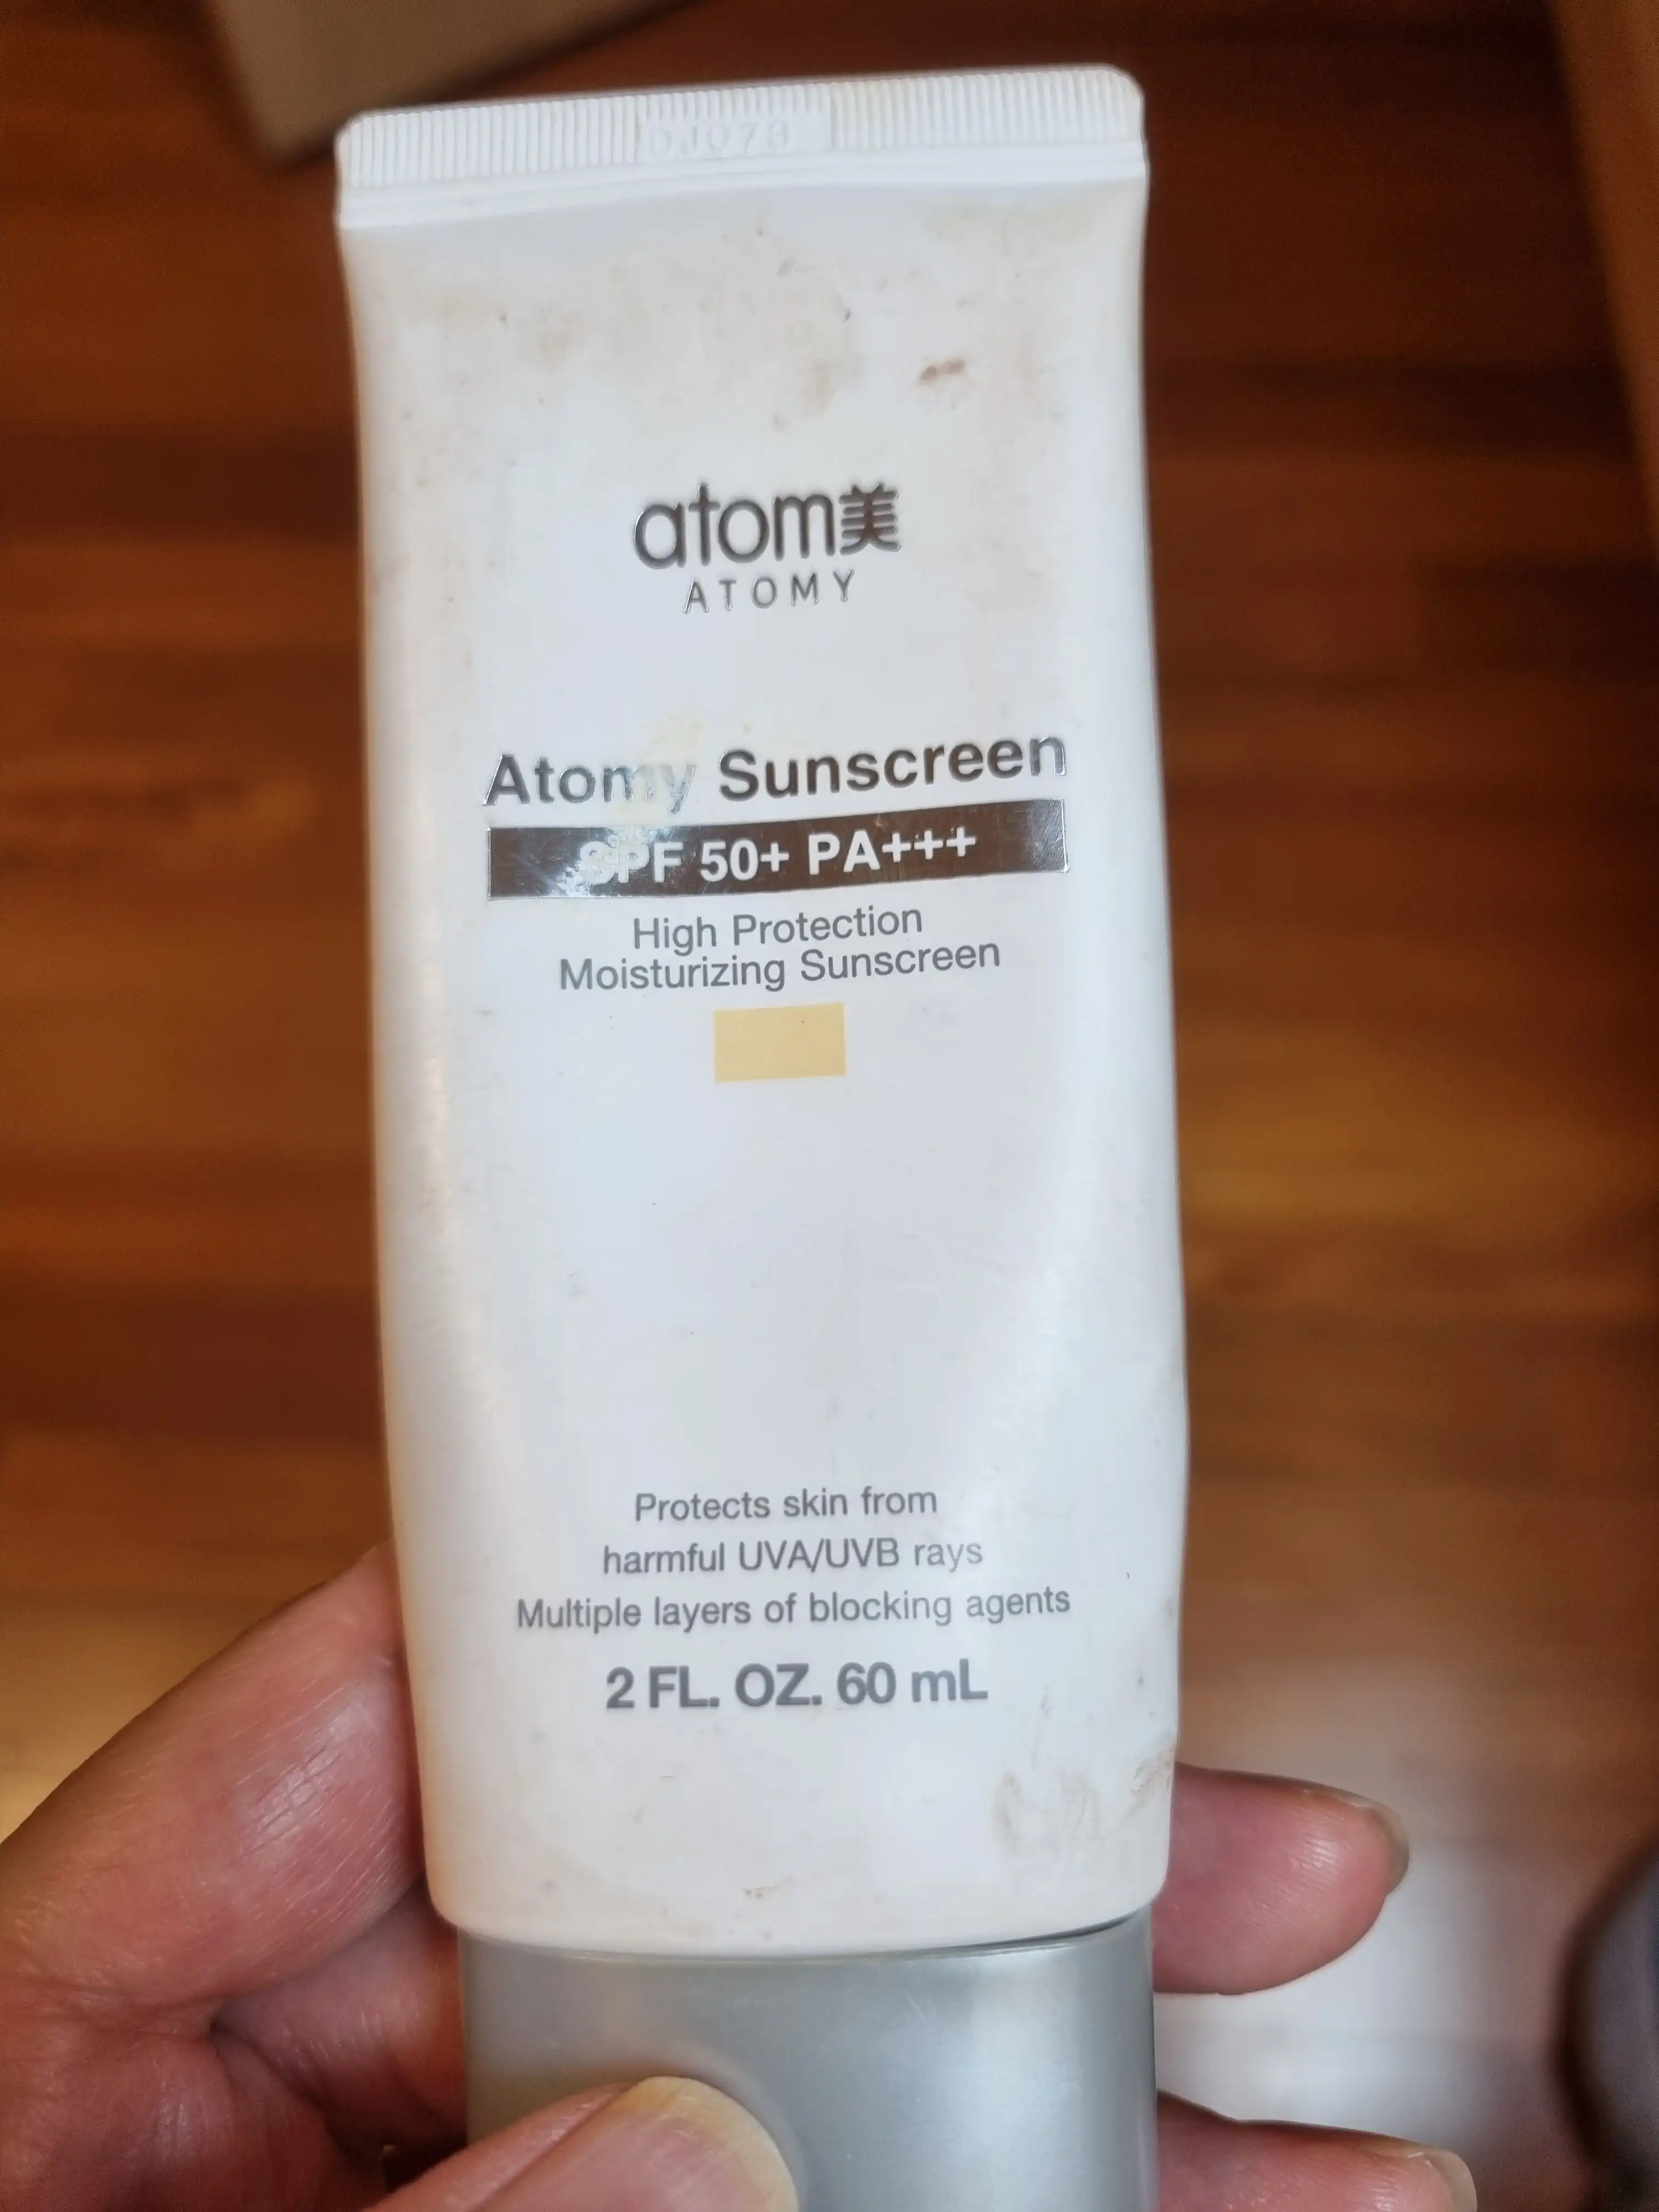 DJ073
atom美
ATOMY
Atomy Sunscreen
SPF 50+ PA+++
High Protection
Moisturizing Sunscreen
Protects skin from
harmful UVA/UVB rays
Multiple layers of blocking agents
2 FL. OZ. 60 mL